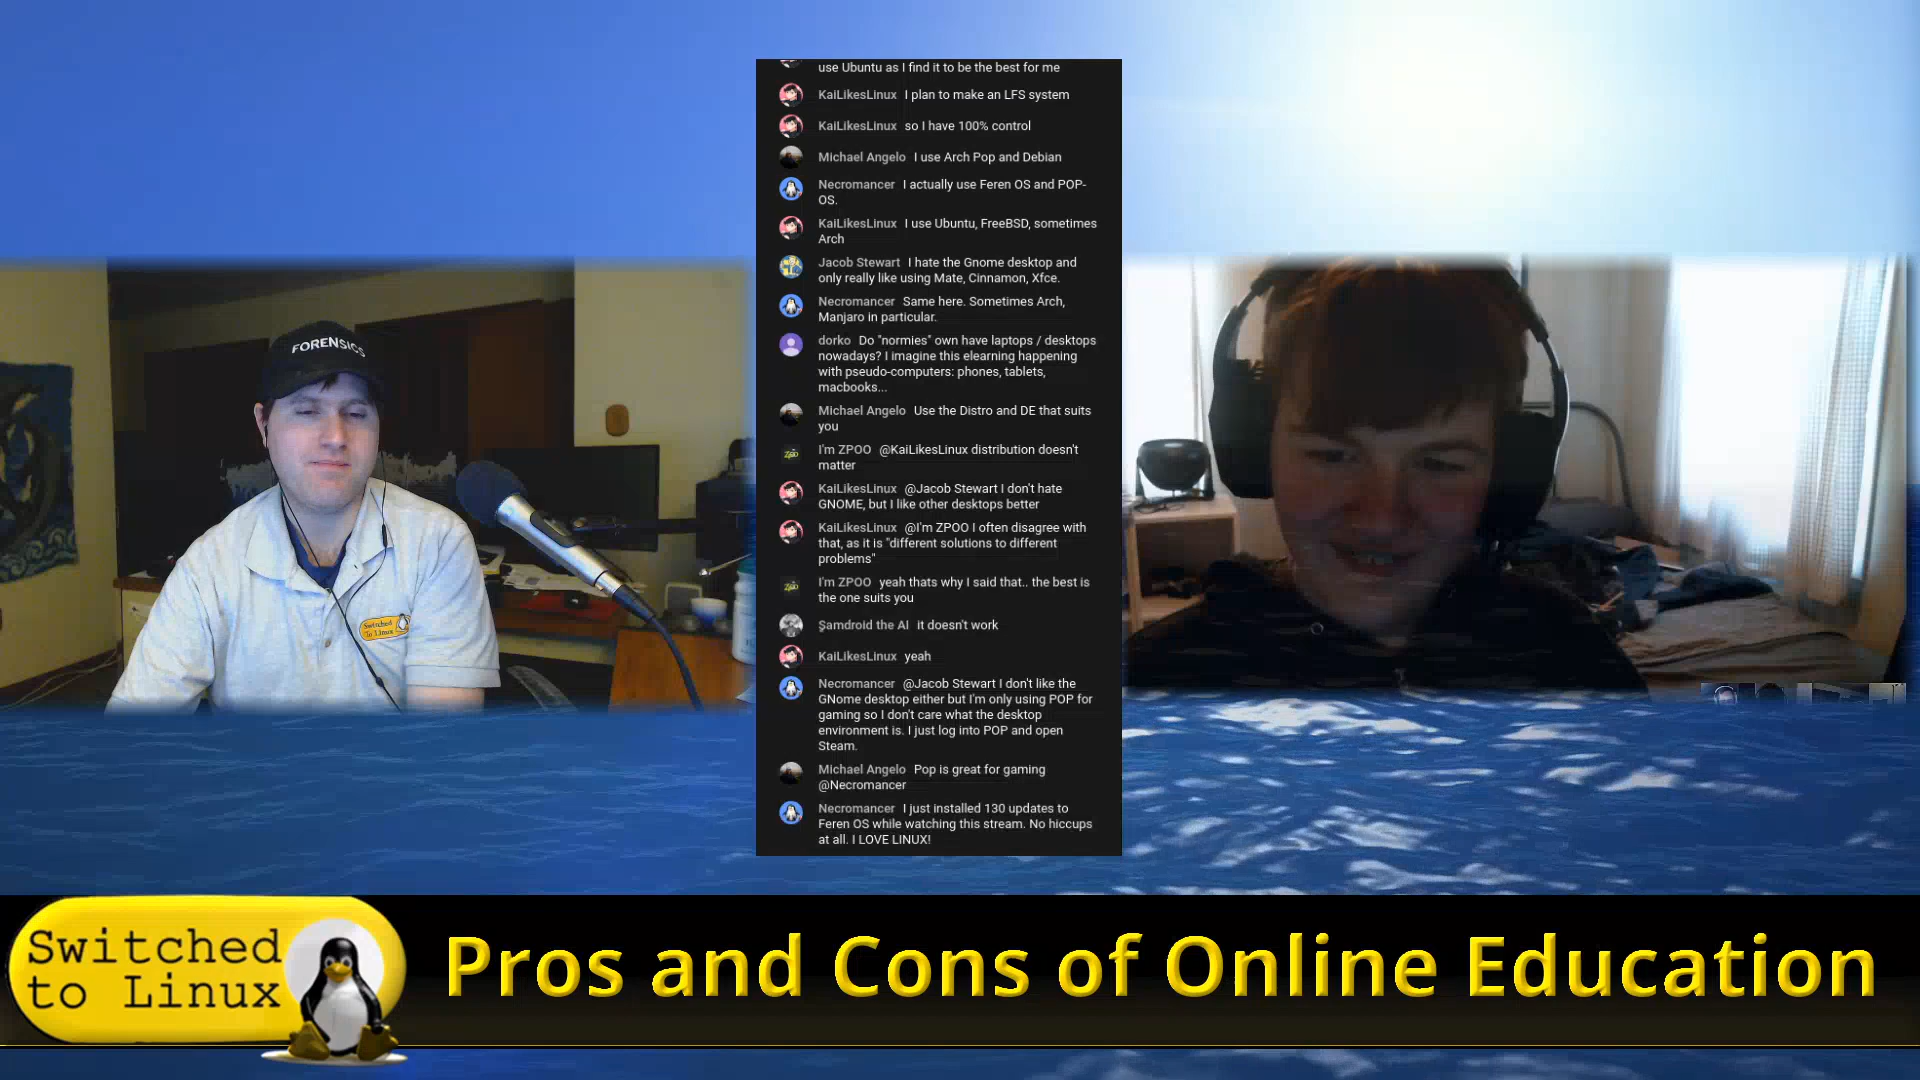 use Ubuntu as I find it to be the best for me
KaiLikesLinux I plan to make an LFS system
KaiLikesLinux so I have 100% control
Michael Angelo I use Arch Pop and Debian
Necromancer I actually use Feren OS and POP-
OS.
KaiLikesLinux I use Ubuntu, FreeBSD, sometimes
Arch
Jacob Stewart I hate the Gnome desktop and
only really like using Mate, Cinnamon, Xfce.
Necromancer Same here. Sometimes Arch,
Manjaro in particular.
dorko Do "normies" own have laptops / desktops
nowadays? I imagine this elearning happening
with pseudo-computers: phones, tablets,
macbooks...
Michael Angelo Use the Distro and DE that suits
you
I'm ZPOO @KaiLikesLinux distribution doesn't
matter
KaiLikesLinux @Jacob Stewart I don't hate
GNOME, but I like other desktops better
KaiLikesLinux @I'm ZPOO I often disagree with
that, as it is "different solutions to different
problems"
I'm ZPOO yeah thats why I said that.. the best is
the one suits you
Şamdroid the AI it doesn't work
KaiLikesLinux yeah
Necromancer @Jacob Stewart I don't like the
GNome desktop either but I'm only using POP for
gaming so I don't care what the desktop
environment is. I just log into POP and open
Steam.
Michael Angelo Pop is great for gaming
@Necromancer
Necromancer I just installed 130 updates to
Feren OS while watching this stream. No hiccups
at all. I LOVE LINUX!
FORENSICS
Switched
To Linux
Switched
to Linux
Pros and Cons of Online Education